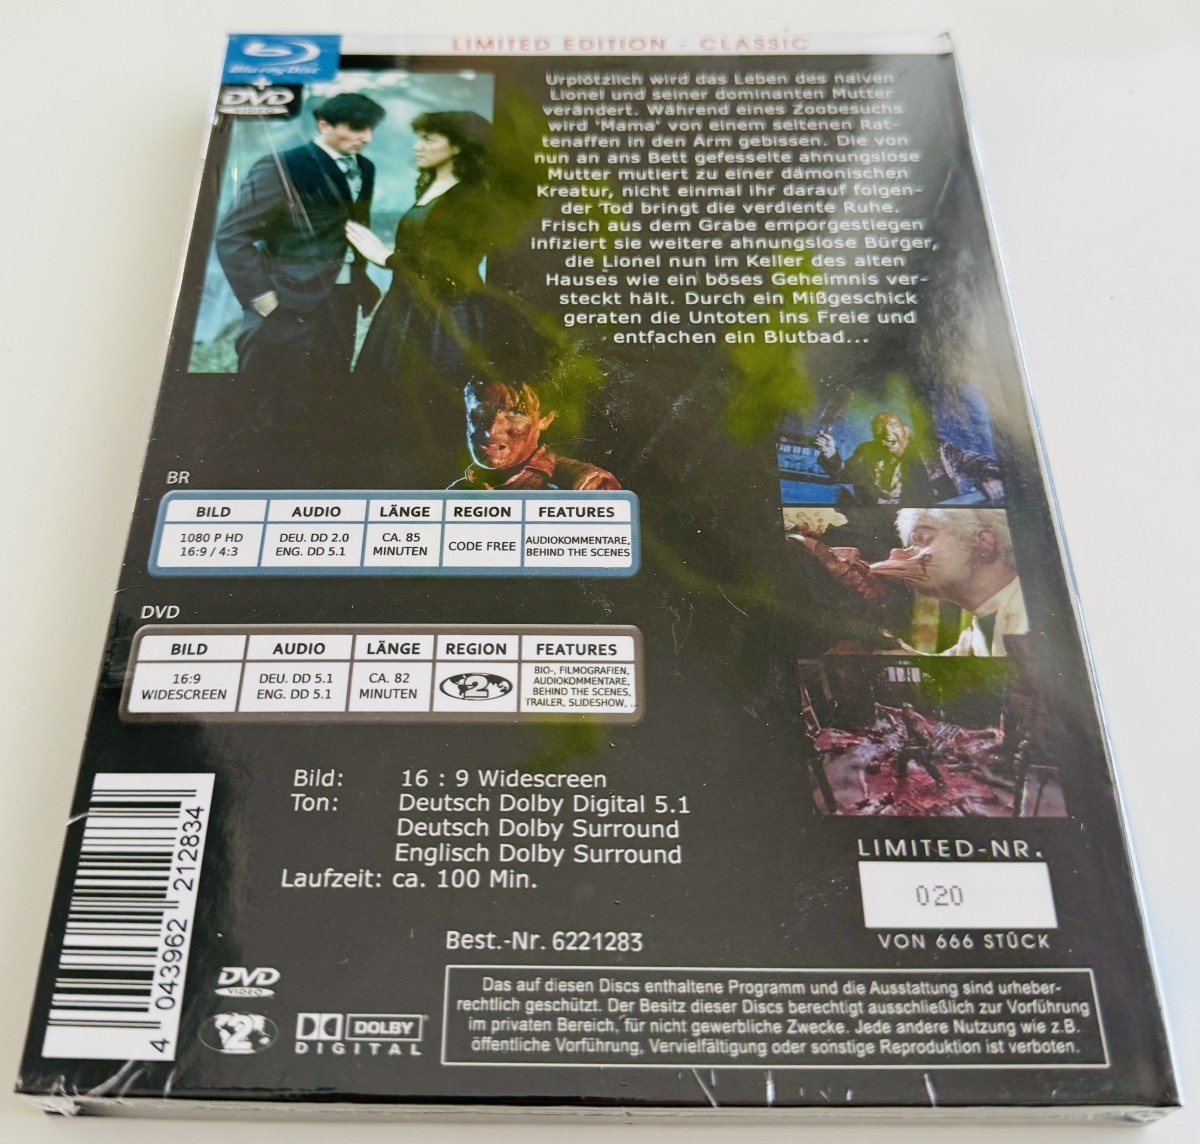 LIMITED EDITION - CLASSIC
Blu-ray Disc
+
DVD
VIDEO
Urplötzlich wird das Leben des naiven
Lionel und seiner dominanten Mutter
verändert. Während eines Zoobesuchs
wird 'Mama' von einem seltenen Rat-
tenaffen in den Arm gebissen. Die von
nun an ans Bett gefesselte ahnungslose
Mutter mutiert zu einer dämonischen
Kreatur, nicht einmal ihr darauf folgen-
der Tod bringt die verdiente Ruhe.
Frisch aus dem Grabe emporgestiegen
infiziert sie weitere ahnungslose Bürger,
die Lionel nun im Keller des alten
Hauses wie ein böses Geheimnis ver-
steckt hält. Durch ein Mißgeschick
geraten die Untoten ins Freie und
entfachen ein Blutbad...
BR
BILD AUDIO LÄNGE REGION FEATURES
1080 P HD DEU. DD 2.0 CA. 85 CODE FREE AUDIOKOMMENTARE,
16:9 / 4:3 ENG. DD 5.1 MINUTEN BEHIND THE SCENES
DVD
BILD AUDIO LÄNGE REGION FEATURES
16:9 DEU. DD 5.1 CA. 82 2 BIO-, FILMOGRAFIEN,
WIDESCREEN ENG. DD 5.1 MINUTEN AUDIOKOMMENTARE,
BEHIND THE SCENES,
TRAILER, SLIDESHOW, ..
Bild: 16 : 9 Widescreen
Ton: Deutsch Dolby Digital 5.1
Deutsch Dolby Surround
Englisch Dolby Surround
Laufzeit: ca. 100 Min.
LIMITED-NR.
020
VON 666 STÜCK
Best.-Nr. 6221283
4 043962 212834
DVD
VIDEO
2
DOLBY
DIGITAL
Das auf diesen Discs enthaltene Programm und die Ausstattung sind urheber-
rechtlich geschützt. Der Besitz dieser Discs berechtigt ausschließlich zur Vorführung
im privaten Bereich, für nicht gewerbliche Zwecke. Jede andere Nutzung wie z.B.
öffentliche Vorführung, Vervielfältigung oder sonstige Reproduktion ist verboten.